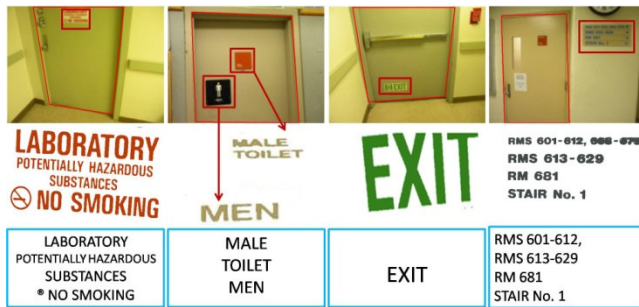 EXIT
LABORATORY
POTENTIALLY HAZARDOUS
SUBSTANCES
NO SMOKING
MALE
TOILET
MEN
EXIT
RMS 601-612,
RMS 613-629
RM 681
STAIR No. 1
LABORATORY
POTENTIALLY HAZARDOUS
SUBSTANCES
® NO SMOKING
MALE
TOILET
MEN
EXIT
RMS 601-612,
RMS 613-629
RM 681
STAIR No. 1